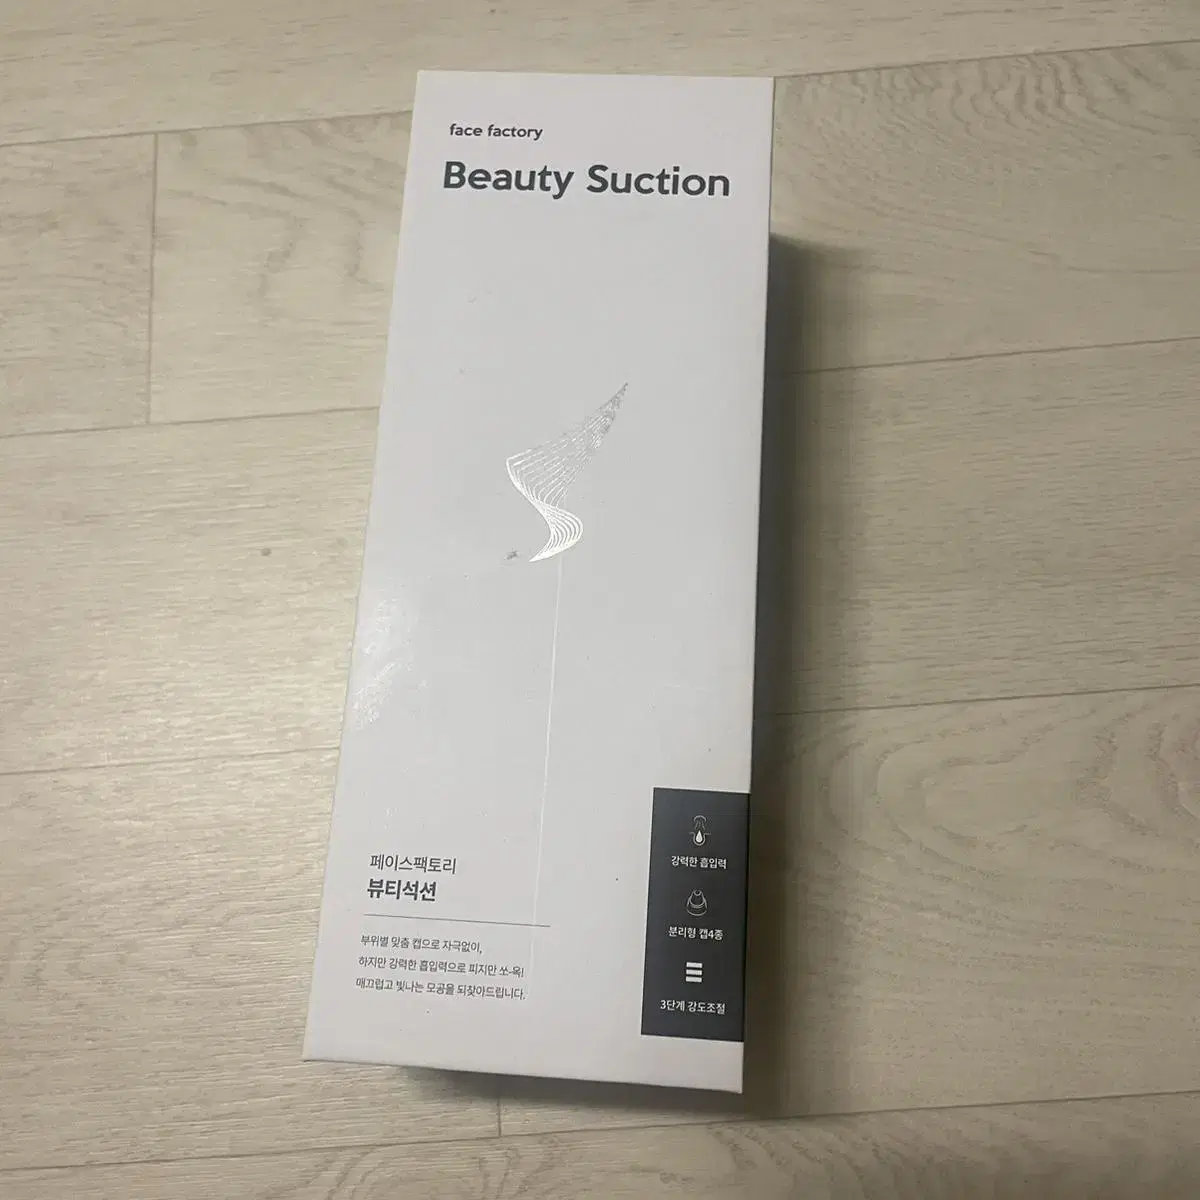 face factory
Beauty Suction
페이스팩토리
뷰티석션
부위별 맞춤 캡으로 자극없이,
하지만 강력한 흡입력으로 피지만 쏘-옥!
매끄럽고 빛나는 모공을 되찾아드립니다.
강력한 흡입력
분리형 캡4종
3단계 강도조절